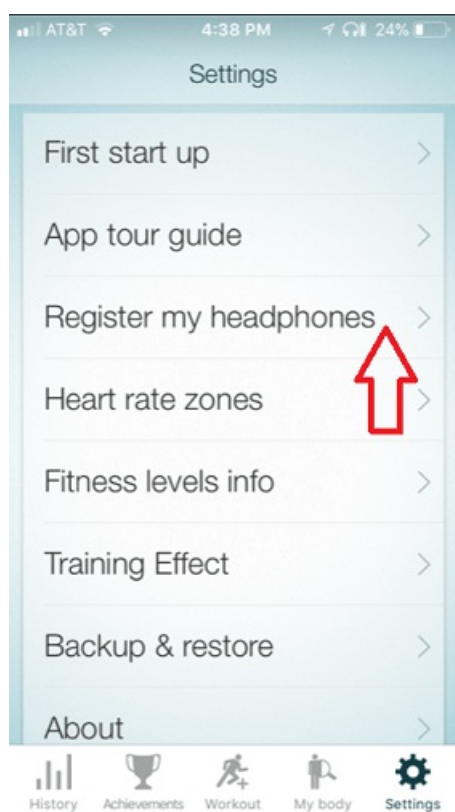 AT&T 4:38 PM 24%
Settings
First start up
App tour guide
Register my headphones
Heart rate zones
Fitness levels info
Training Effect
Backup & restore
About
History Achievements Workout My body Settings